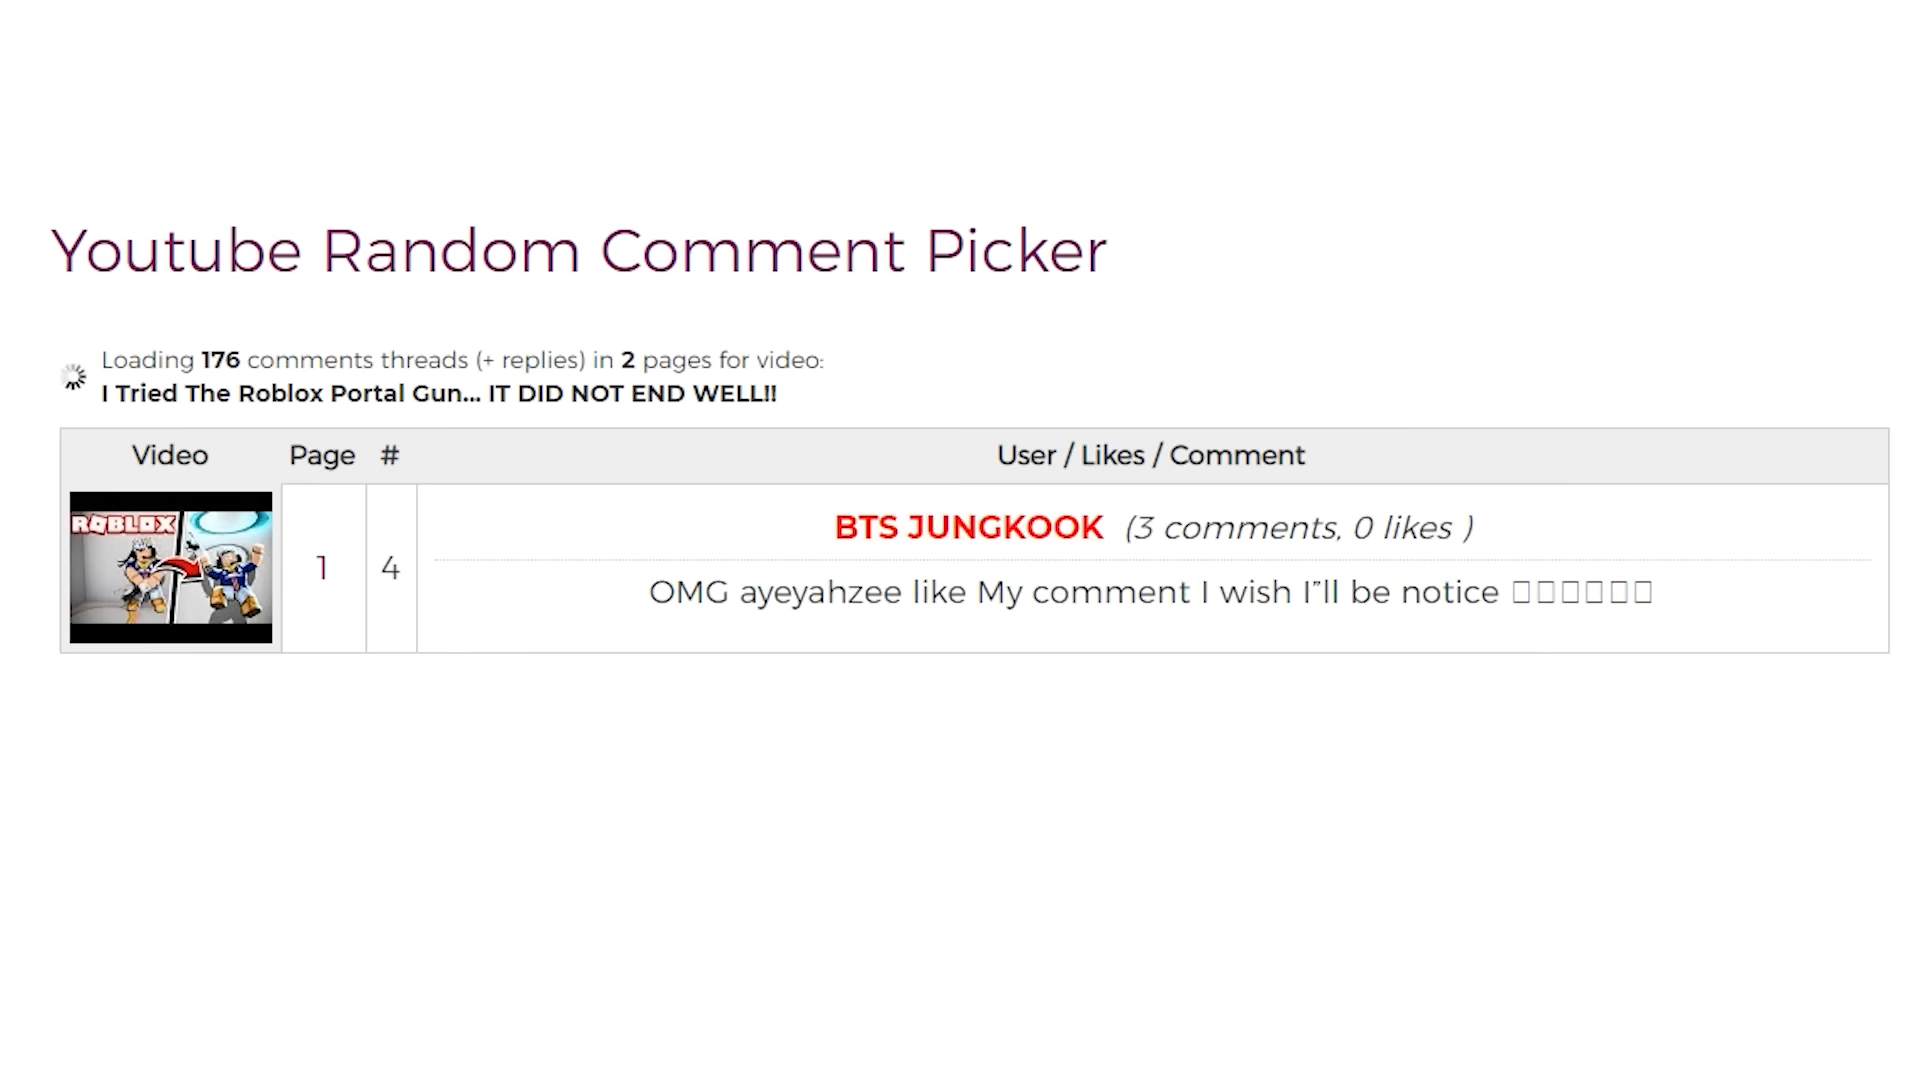 Youtube Random Comment Picker
Loading 176 comments threads (+ replies) in 2 pages for video:
I Tried The Roblox Portal Gun... IT DID NOT END WELL!!
Video Page # User / Likes / Comment
ROBLOX
BTS JUNGKOOK (3 comments, 0 likes )
1 4
OMG ayeyahzee like My comment I wish I"ll be notice □□□□□□